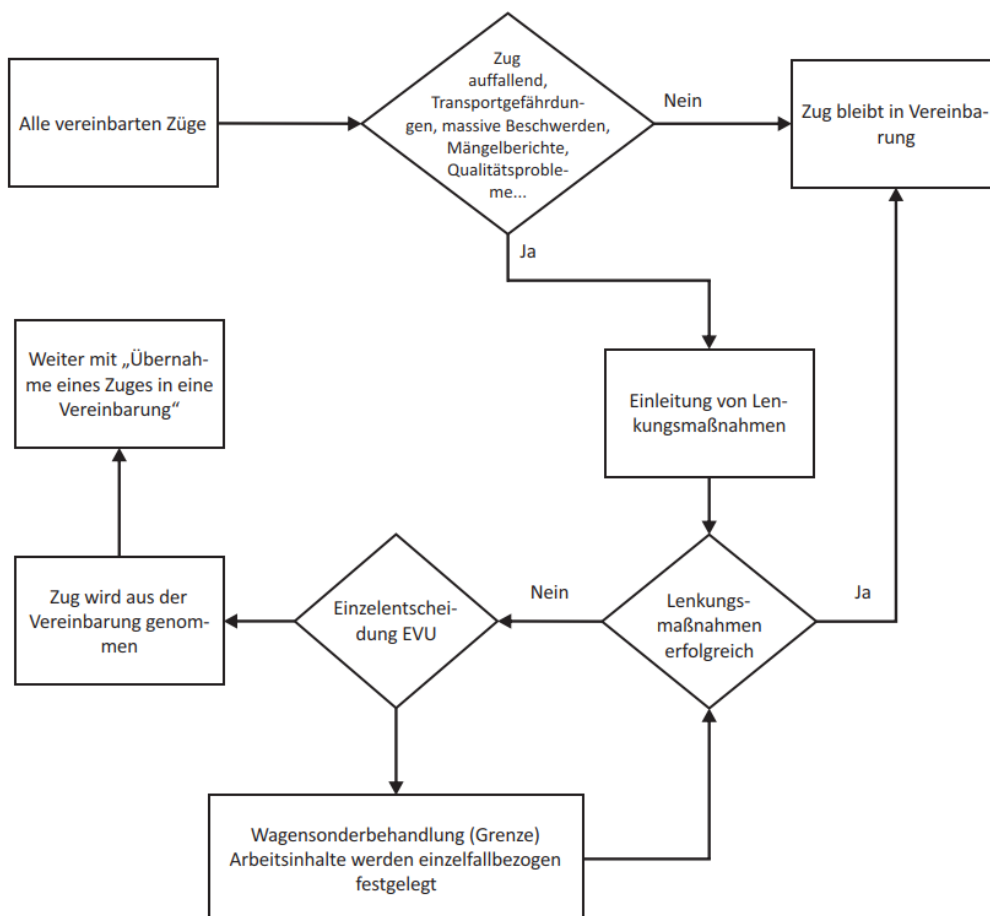 Alle vereinbarten Züge
Zug
auffallend,
Transportgefährdun-
gen, massive Beschwerden,
Mängelberichte,
Qualitätsproble-
me...
Nein
Zug bleibt in Vereinba-
rung
Ja
Weiter mit „Übernah-
me eines Zuges in eine
Vereinbarung“
Einleitung von Len-
kungsmaßnahmen
Zug wird aus der
Vereinbarung genom-
men
Einzelentschei-
dung EVU
Nein
Lenkungs-
maßnahmen
erfolgreich
Ja
Wagensonderbehandlung (Grenze)
Arbeitsinhalte werden einzelfallbezogen
festgelegt